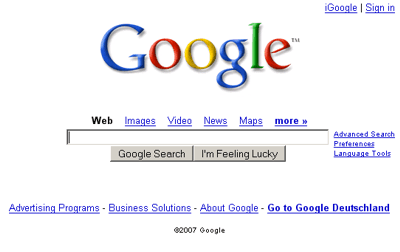 iGoogle | Sign in
Google™
Web Images Video News Maps more »
Advanced Search
Preferences
Language Tools
Google Search I'm Feeling Lucky
Advertising Programs - Business Solutions - About Google - Go to Google Deutschland
©2007 Google